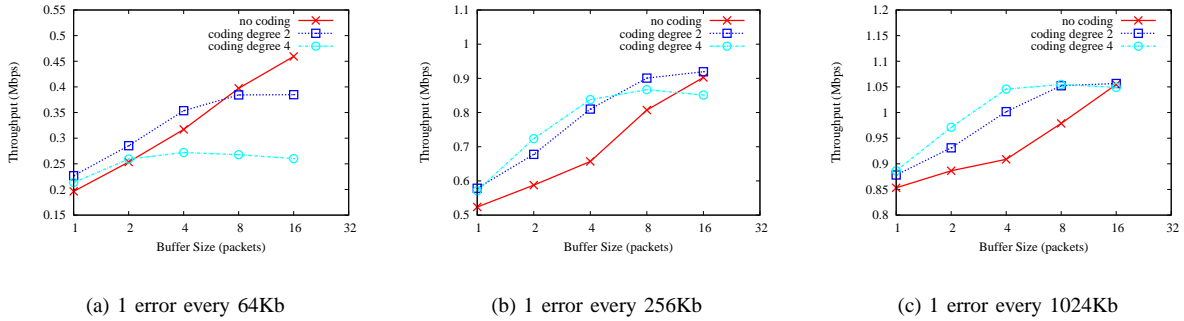 0.55
0.5
0.45
0.4
0.35
0.3
0.25
0.2
0.15
1 2 4 8 16 32
Throughput (Mbps)
Buffer Size (packets)
no coding
coding degree 2
coding degree 4
(a) 1 error every 64Kb
1.1
1
0.9
0.8
0.7
0.6
0.5
1 2 4 8 16 32
Throughput (Mbps)
Buffer Size (packets)
no coding
coding degree 2
coding degree 4
(b) 1 error every 256Kb
1.2
1.15
1.1
1.05
1
0.95
0.9
0.85
0.8
1 2 4 8 16 32
Throughput (Mbps)
Buffer Size (packets)
no coding
coding degree 2
coding degree 4
(c) 1 error every 1024Kb